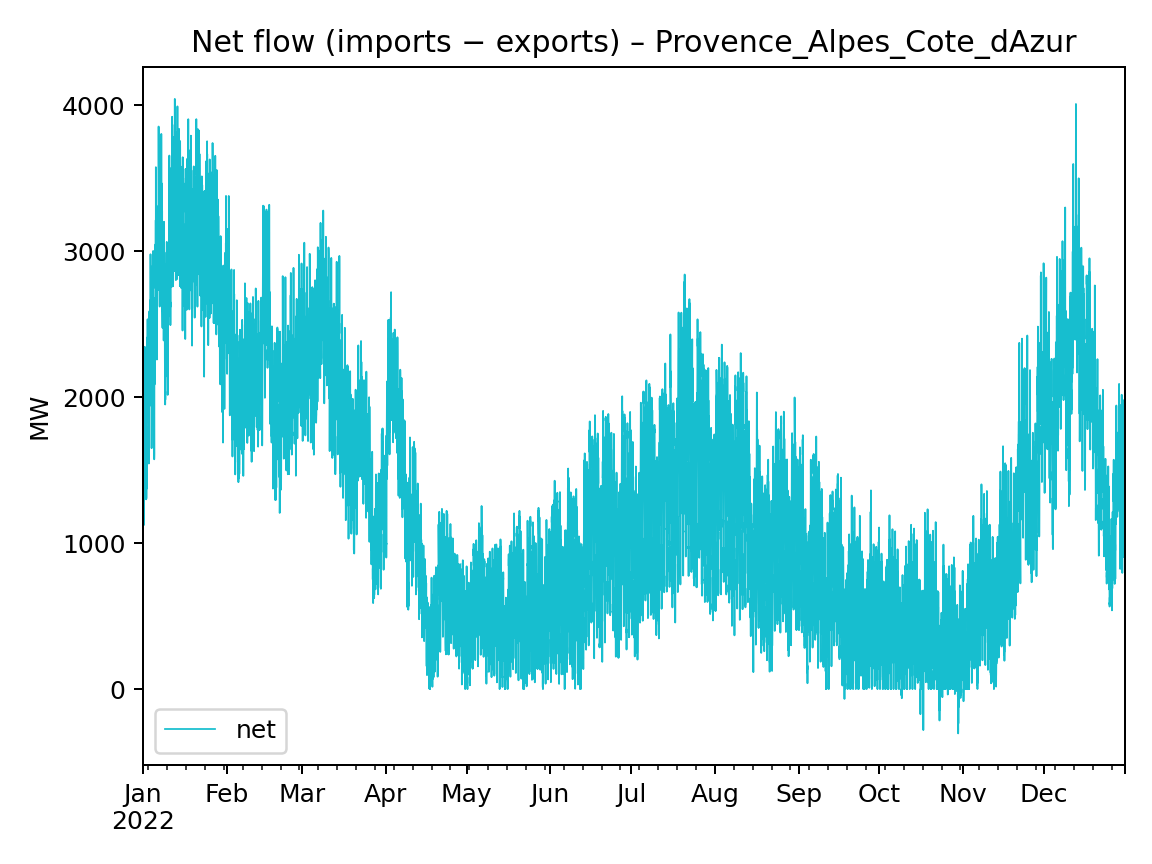 Net flow (imports − exports) – Provence_Alpes_Cote_dAzur
4000
3000
2000
1000
0
MW
net
Jan Feb Mar Apr May Jun Jul Aug Sep Oct Nov Dec
2022